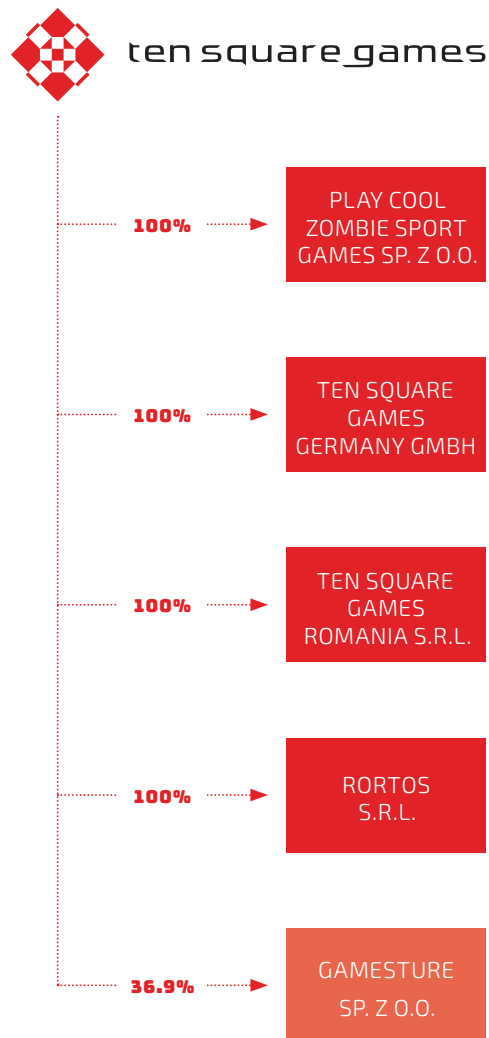 ten square games
100%
PLAY COOL
ZOMBIE SPORT
GAMES SP. Z O.O.
100%
TEN SQUARE
GAMES
GERMANY GMBH
100%
TEN SQUARE
GAMES
ROMANIA S.R.L.
100%
RORTOS
S.R.L.
36.9%
GAMESTURE
SP. Z O.O.